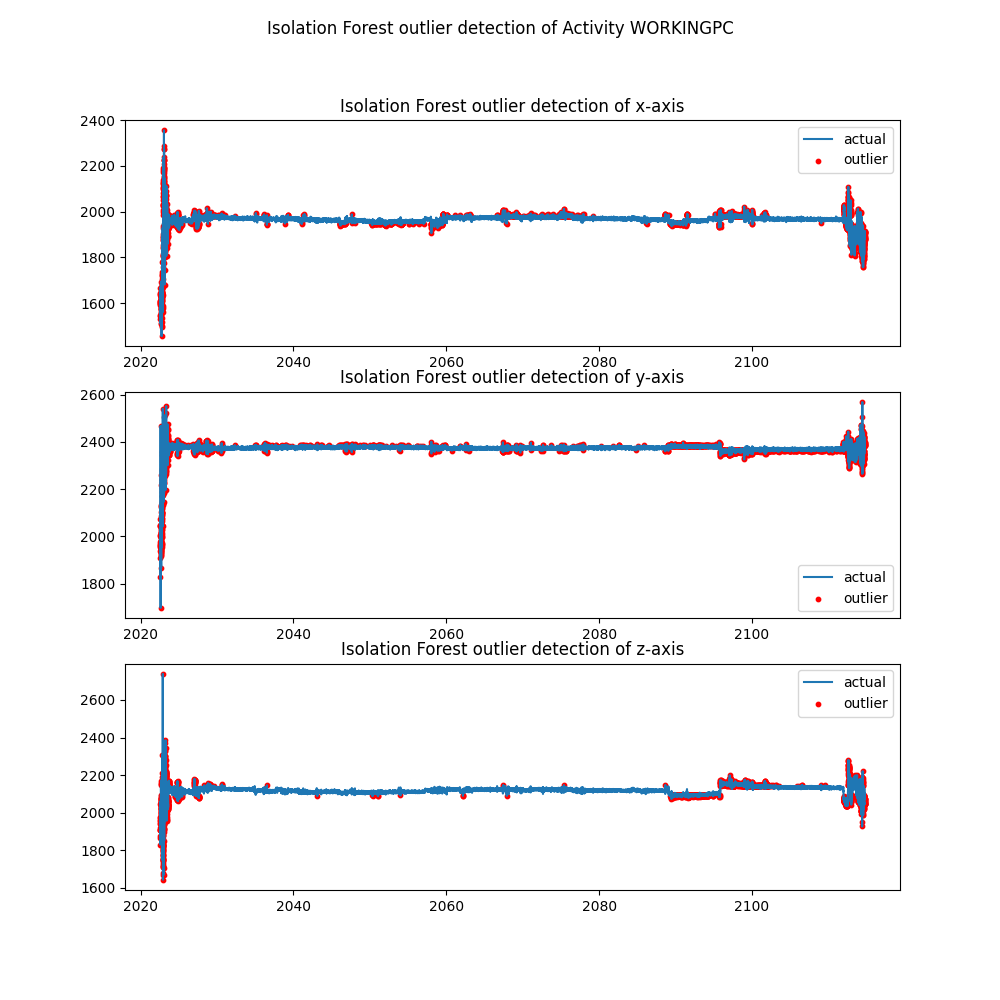 Isolation Forest outlier detection of Activity WORKINGPC
Isolation Forest outlier detection of x-axis
2400
2200
2000
1800
1600
actual
outlier
2020 2040 2060 2080 2100
Isolation Forest outlier detection of y-axis
2600
2400
2200
2000
1800
actual
outlier
2020 2040 2060 2080 2100
Isolation Forest outlier detection of z-axis
2600
2400
2200
2000
1800
1600
actual
outlier
2020 2040 2060 2080 2100